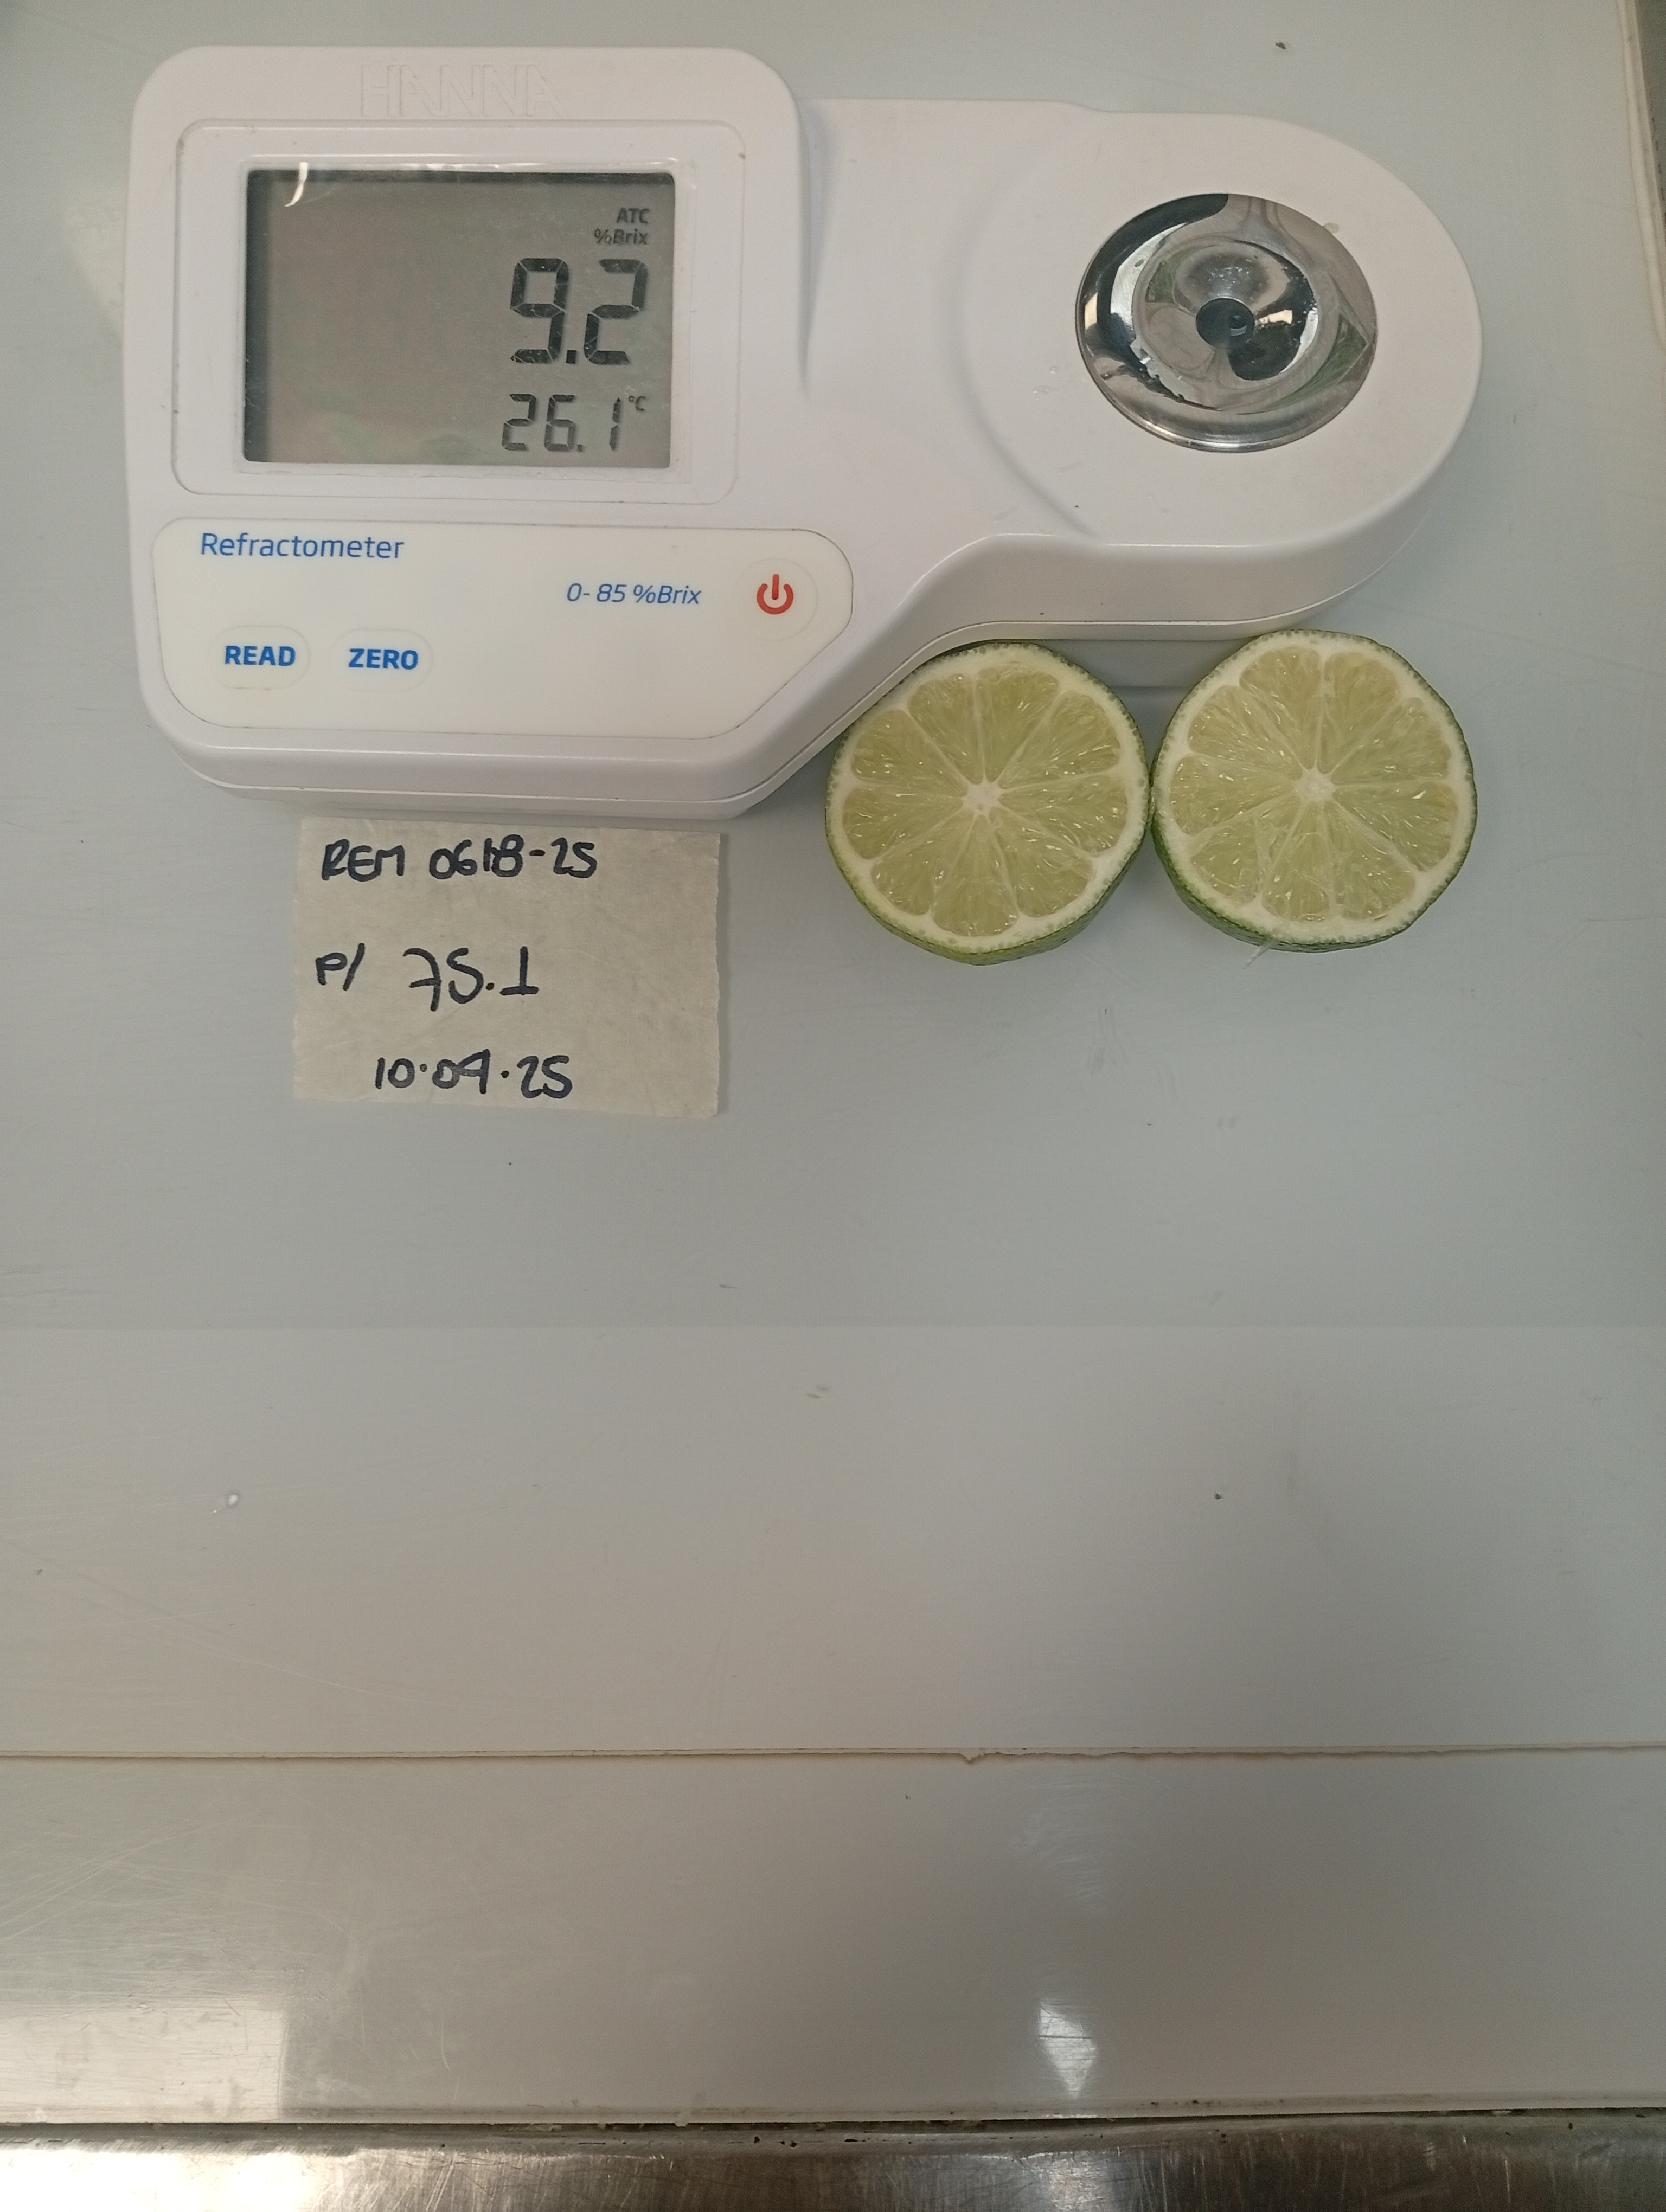 HANNA
ATC
%Brix
9.2
26.1°C
Refractometer
0-85 %Brix
READ ZERO
REM 0618-25
P/ 75.1
10.09.25